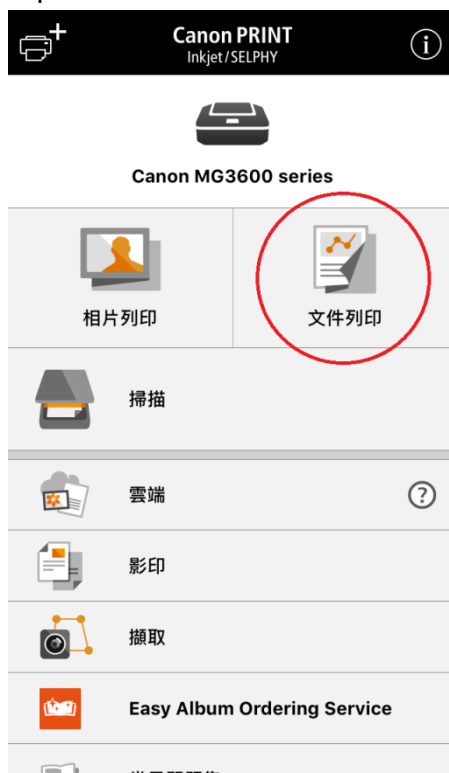 Canon PRINT
Inkjet/SELPHY
Canon MG3600 series
相片列印
文件列印
掃描
雲端
影印
擷取
Easy Album Ordering Service